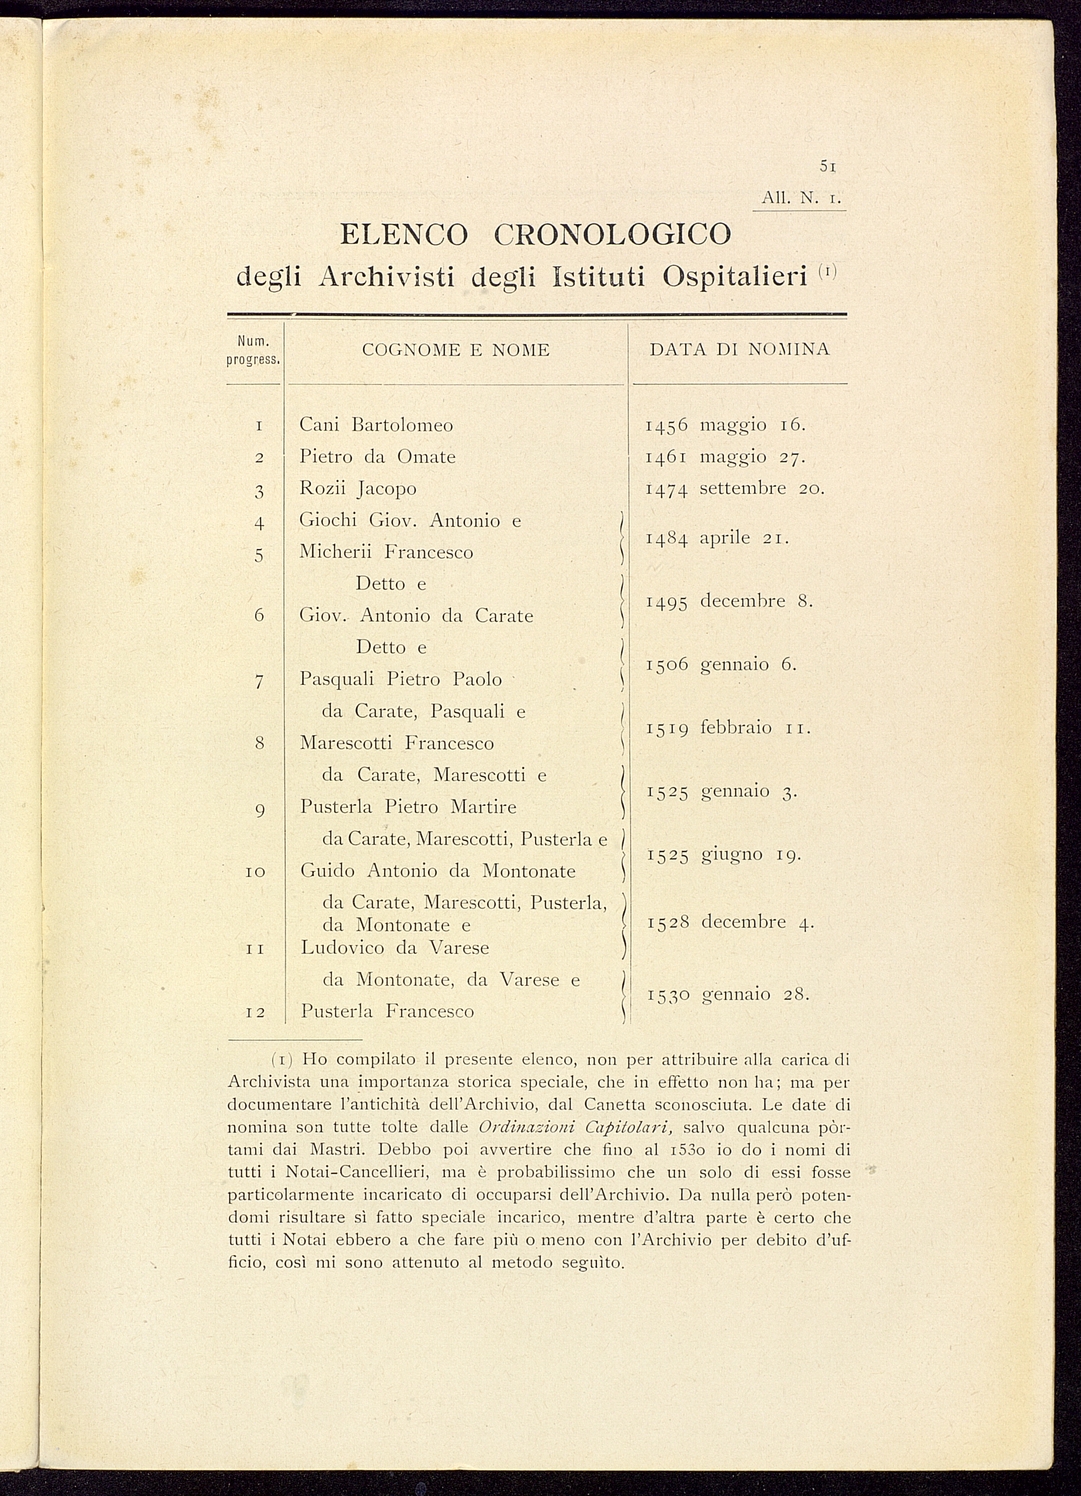 51
All. N. 1.
ELENCO CRONOLOGICO
degli Archivisti degli Istituti Ospitalieri (1)
Num. progress.
COGNOME E NOME
DATA DI NOMINA
1 Cani Bartolomeo 1456 maggio 16.
2 Pietro da Omate 1461 maggio 27.
3 Rozii Jacopo 1474 settembre 20.
4 Giochi Giov. Antonio e
1484 aprile 21.
5 Micherii Francesco
Detto e
1495 decembre 8.
6 Giov. Antonio da Carate
Detto e
1506 gennaio 6.
7 Pasquali Pietro Paolo
da Carate, Pasquali e
1519 febbraio 11.
8 Marescotti Francesco
da Carate, Marescotti e
1525 gennaio 3.
9 Pusterla Pietro Martire
da Carate, Marescotti, Pusterla e
1525 giugno 19.
10 Guido Antonio da Montonate
da Carate, Marescotti, Pusterla,
da Montonate e 1528 decembre 4.
11 Ludovico da Varese
da Montonate, da Varese e
1530 gennaio 28.
12 Pusterla Francesco
(1) Ho compilato il presente elenco, non per attribuire alla carica di
Archivista una importanza storica speciale, che in effetto non ha; ma per
documentare l'antichità dell'Archivio, dal Canetta sconosciuta. Le date di
nomina son tutte tolte dalle Ordinazioni Capitolari, salvo qualcuna pòr-
tami dai Mastri. Debbo poi avvertire che fino al 1530 io do i nomi di
tutti i Notai-Cancellieri, ma è probabilissimo che un solo di essi fosse
particolarmente incaricato di occuparsi dell'Archivio. Da nulla però poten-
domi risultare sì fatto speciale incarico, mentre d'altra parte è certo che
tutti i Notai ebbero a che fare più o meno con l'Archivio per debito d'uf-
ficio, così mi sono attenuto al metodo seguìto.